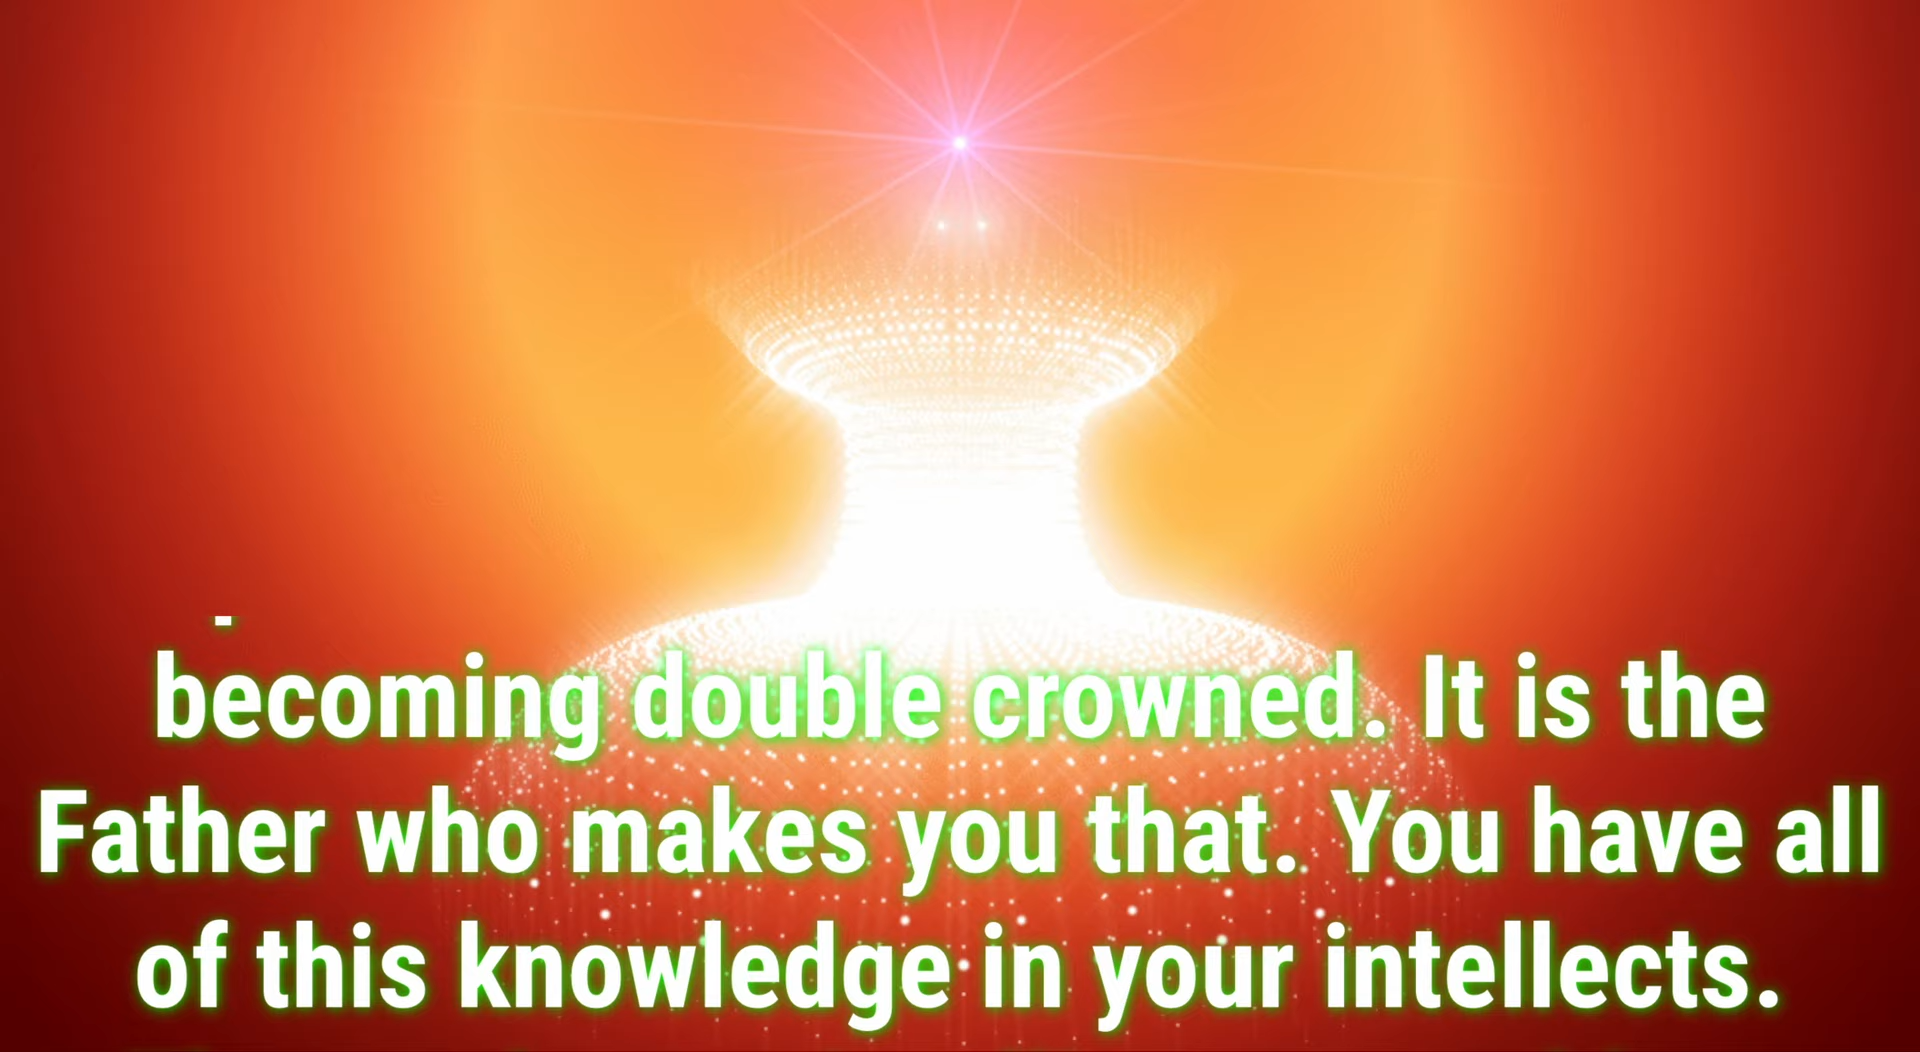 becoming double crowned. It is the
Father who makes you that. You have all
of this knowledge in your intellects.